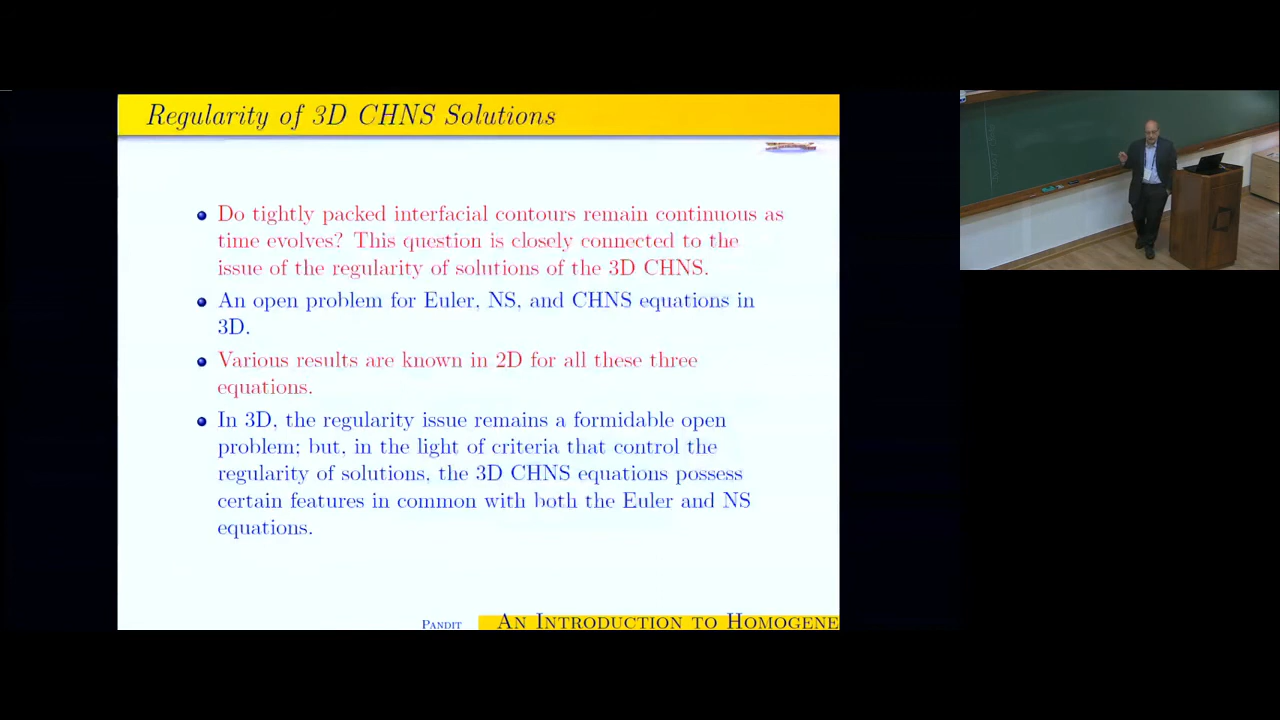 Regularity of 3D CHNS Solutions
Do tightly packed interfacial contours remain continuous as
time evolves? This question is closely connected to the
issue of the regularity of solutions of the 3D CHNS.
An open problem for Euler, NS, and CHNS equations in
3D.
Various results are known in 2D for all these three
equations.
In 3D, the regularity issue remains a formidable open
problem; but, in the light of criteria that control the
regularity of solutions, the 3D CHNS equations possess
certain features in common with both the Euler and NS
equations.
Pandit An Introduction to Homogene